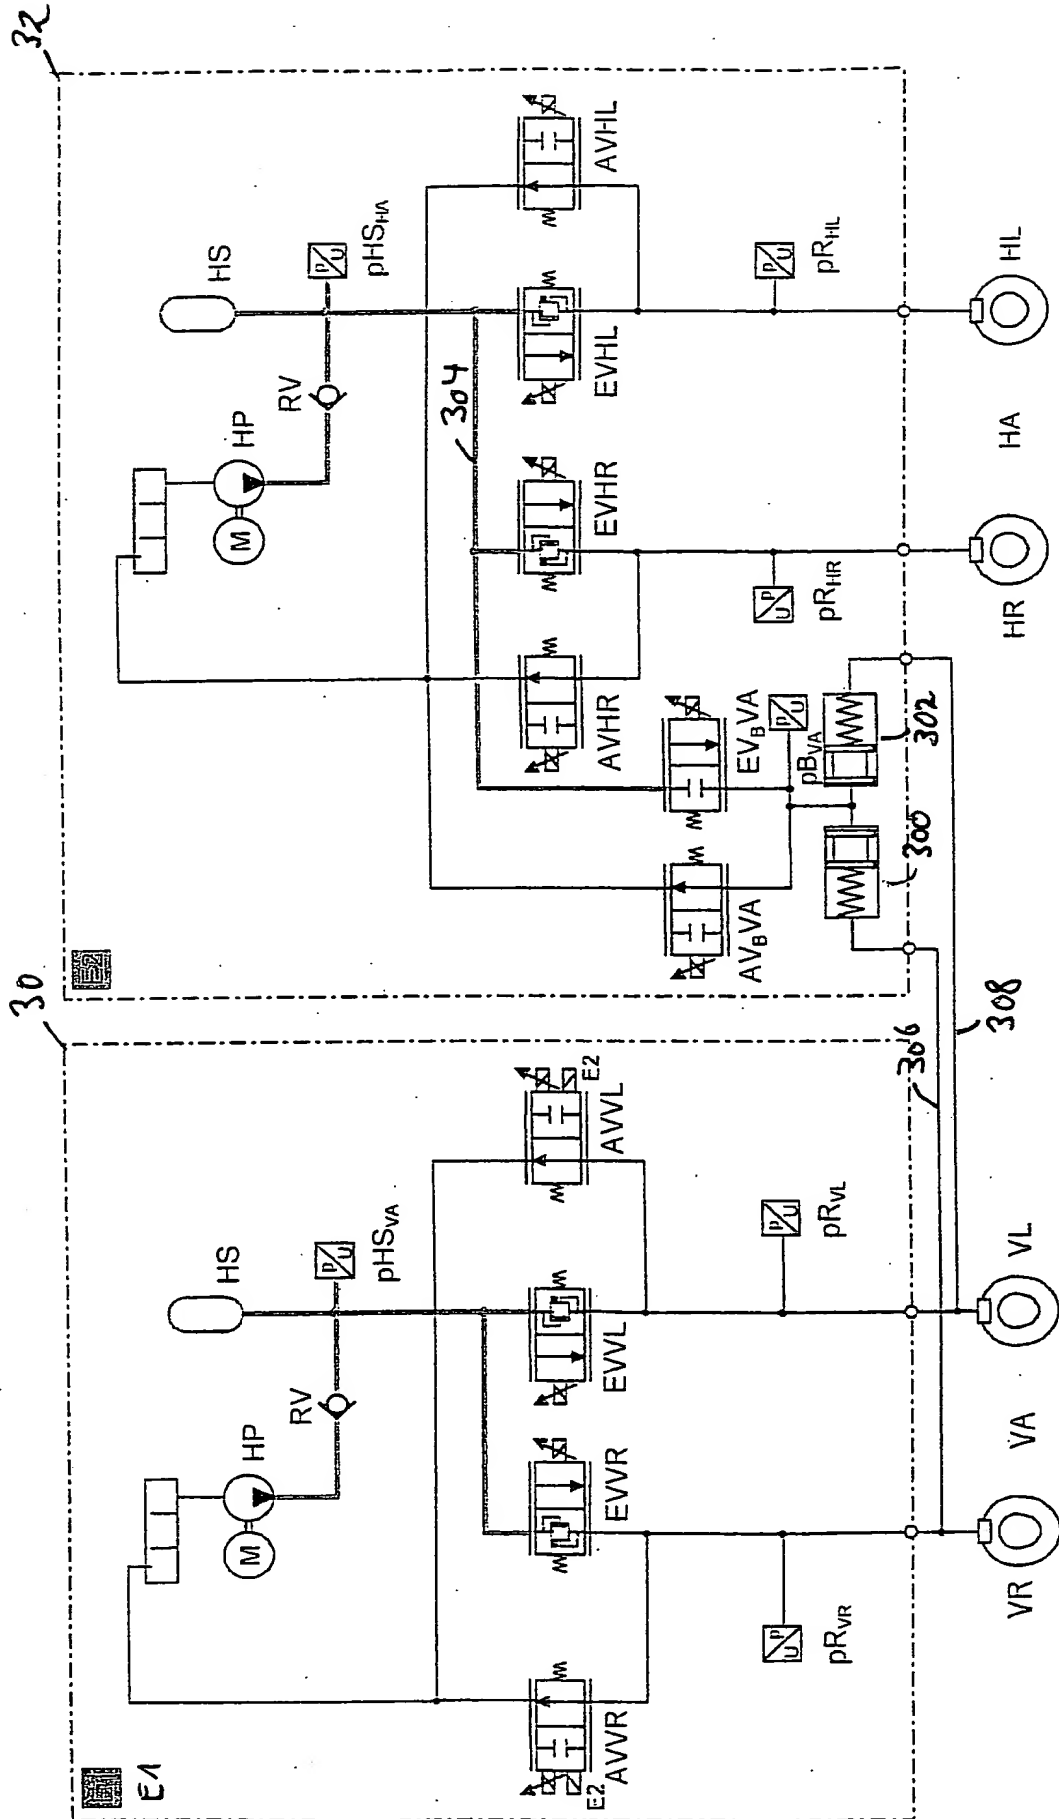 30
E1
HP
M
RV
HS
P
U
pHS_VA
E2
AVVR
EVVR
EVVL
AVVL
E2
U
P
pR_VR
P
U
pR_VL
VR
VA
VL
306
308
32
E2
HP
M
RV
HS
P
U
pHS_HA
304
AVHR
EVHR
EVHL
AVHL
AV_BVA
EV_BVA
P
U
pB_VA
300
302
U
P
pR_HR
P
U
pR_HL
HR
HA
HL